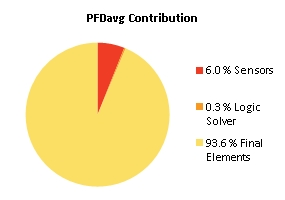 PFDavg Contribution
6.0 % Sensors
0.3 % Logic
Solver
93.6 % Final
Elements